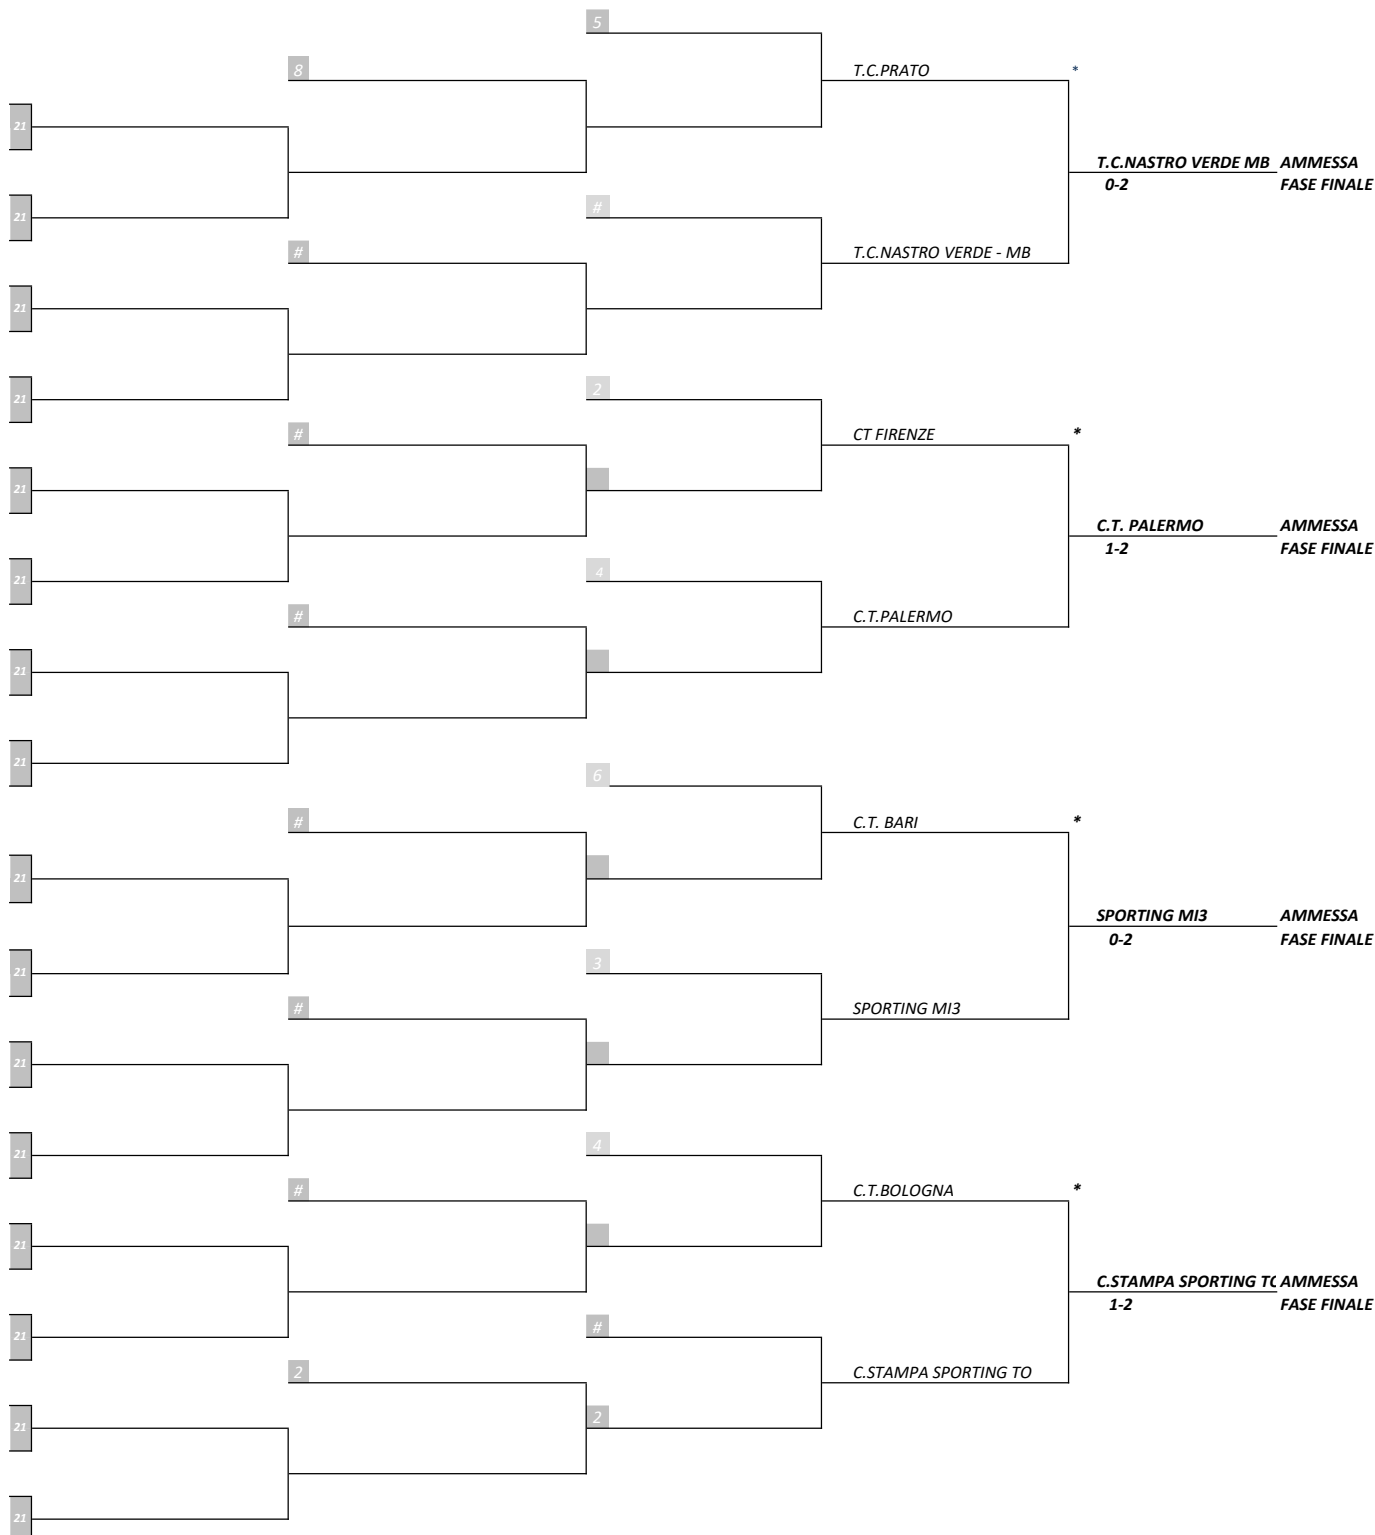 5
8
T.C.PRATO *
21
T.C.NASTRO VERDE MB AMMESSA
0-2 FASE FINALE
21
#
#
T.C.NASTRO VERDE - MB
21
2
21
#
CT FIRENZE *
21
C.T. PALERMO AMMESSA
1-2 FASE FINALE
4
21
#
C.T.PALERMO
21
21
6
#
C.T. BARI *
21
SPORTING MI3 AMMESSA
0-2 FASE FINALE
3
21
#
SPORTING MI3
21
4
21
#
C.T.BOLOGNA *
21
C.STAMPA SPORTING TO AMMESSA
1-2 FASE FINALE
#
21
2
C.STAMPA SPORTING TO
2
21
21